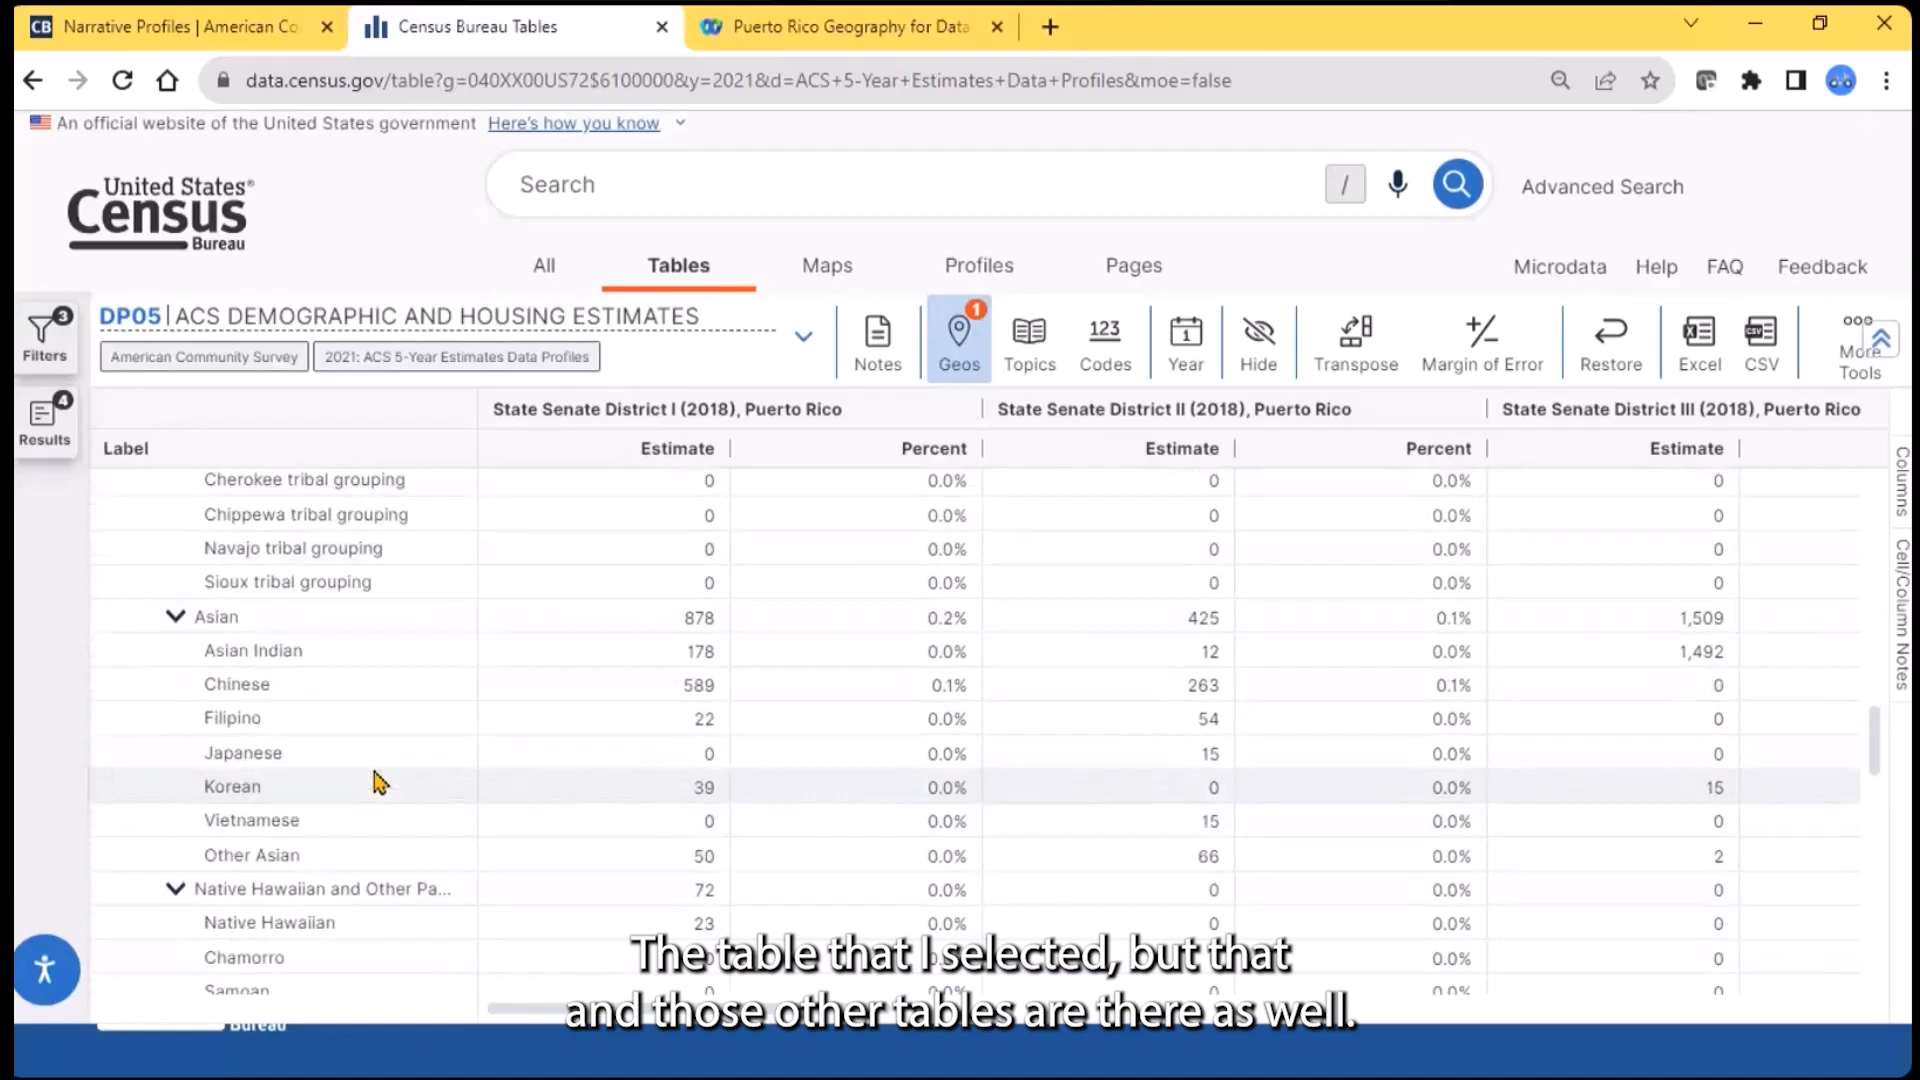 CB Narrative Profiles | American Co
Census Bureau Tables
Puerto Rico Geography for Data
data.census.gov/table?g=040XX00US72$6100000&y=2021&d=ACS+5-Year+Estimates+Data+Profiles&moe=false
An official website of the United States government Here's how you know
United States®
Census
Bureau
Search
/
Advanced Search
All Tables Maps Profiles Pages
Microdata Help FAQ Feedback
3
Filters
4
Results
DP05 | ACS DEMOGRAPHIC AND HOUSING ESTIMATES
American Community Survey 2021: ACS 5-Year Estimates Data Profiles
Notes
1
Geos
Topics
123
Codes
1
Year
Hide
Transpose
Margin of Error
Restore
Excel
CSV
More
Tools
State Senate District I (2018), Puerto Rico State Senate District II (2018), Puerto Rico State Senate District III (2018), Puerto Rico
Label Estimate Percent Estimate Percent Estimate
Cherokee tribal grouping 0 0.0% 0 0.0% 0
Chippewa tribal grouping 0 0.0% 0 0.0% 0
Navajo tribal grouping 0 0.0% 0 0.0% 0
Sioux tribal grouping 0 0.0% 0 0.0% 0
Asian 878 0.2% 425 0.1% 1,509
Asian Indian 178 0.0% 12 0.0% 1,492
Chinese 589 0.1% 263 0.1% 0
Filipino 22 0.0% 54 0.0% 0
Japanese 0 0.0% 15 0.0% 0
Korean 39 0.0% 0 0.0% 15
Vietnamese 0 0.0% 15 0.0% 0
Other Asian 50 0.0% 66 0.0% 2
Native Hawaiian and Other Pa... 72 0.0% 0 0.0% 0
Native Hawaiian 23 0.0% 0 0.0% 0
Chamorro 0.0% 0
Samoan 0 0.0% 0 0.0% 0
Columns
Cell/Column Notes
The table that I selected, but that
and those other tables are there as well.
Bureau